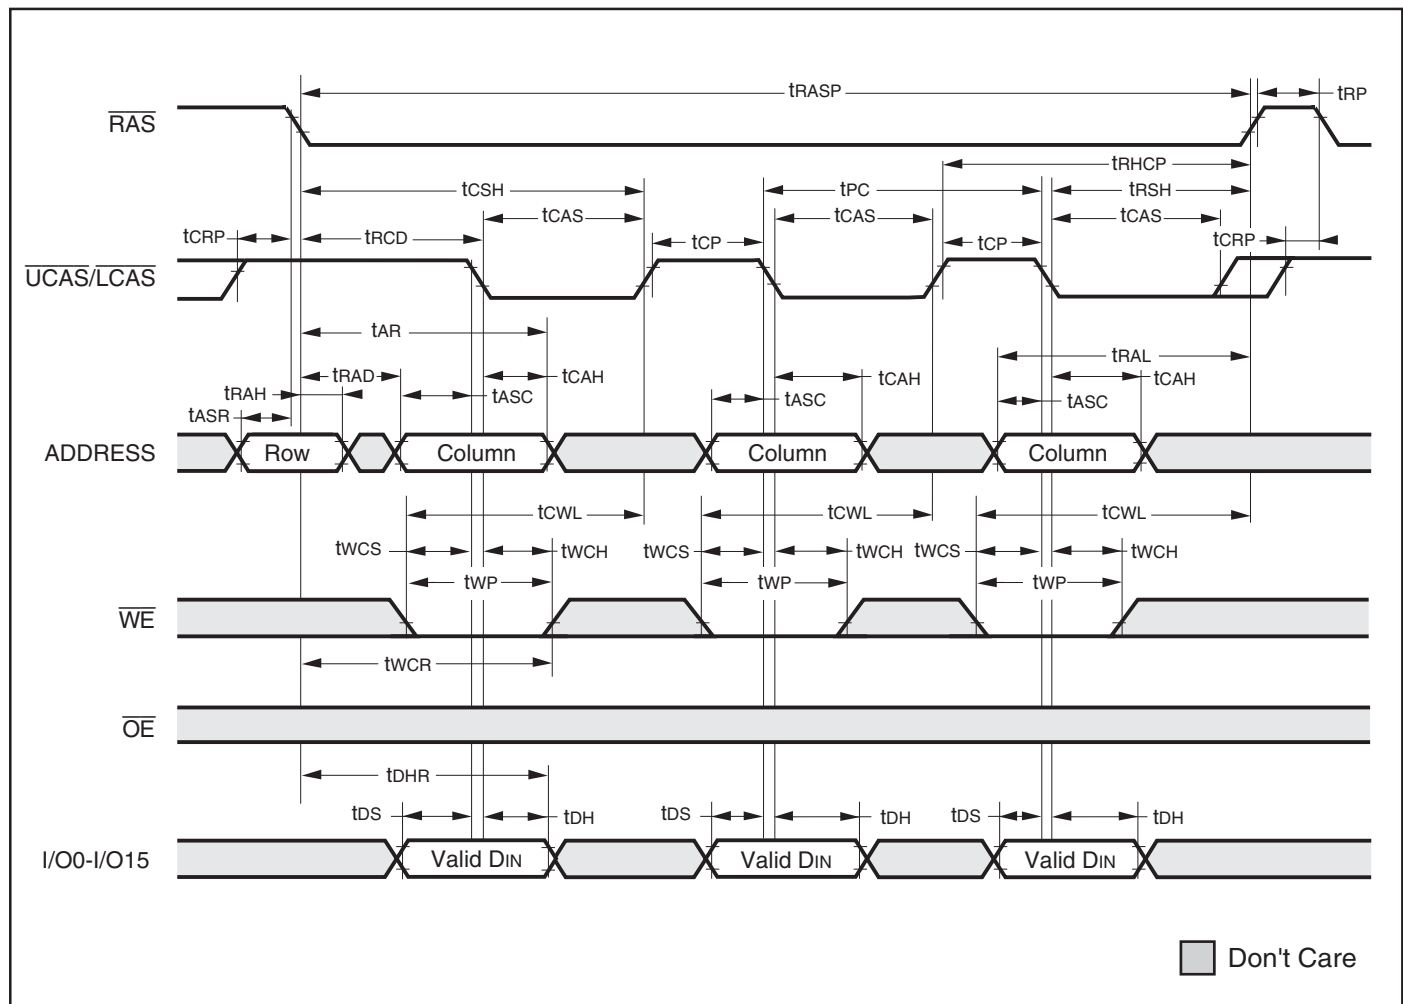 tRASP
tRP
RAS
tRHCP
tCSH
tPC
tRSH
tCAS
tCAS
tCAS
tCRP
tRCD
tCP
tCP
tCRP
UCAS/LCAS
tAR
tRAL
tRAH
tRAD
tCAH
tCAH
tCAH
tASR
tASC
tASC
tASC
ADDRESS
Row
Column
Column
Column
tCWL
tCWL
tCWL
tWCS
tWCH
tWCS
tWCH
tWCS
tWCH
tWP
tWP
tWP
WE
tWCR
OE
tDHR
tDS
tDH
tDS
tDH
tDS
tDH
I/O0-I/O15
Valid DIN
Valid DIN
Valid DIN
Don't Care